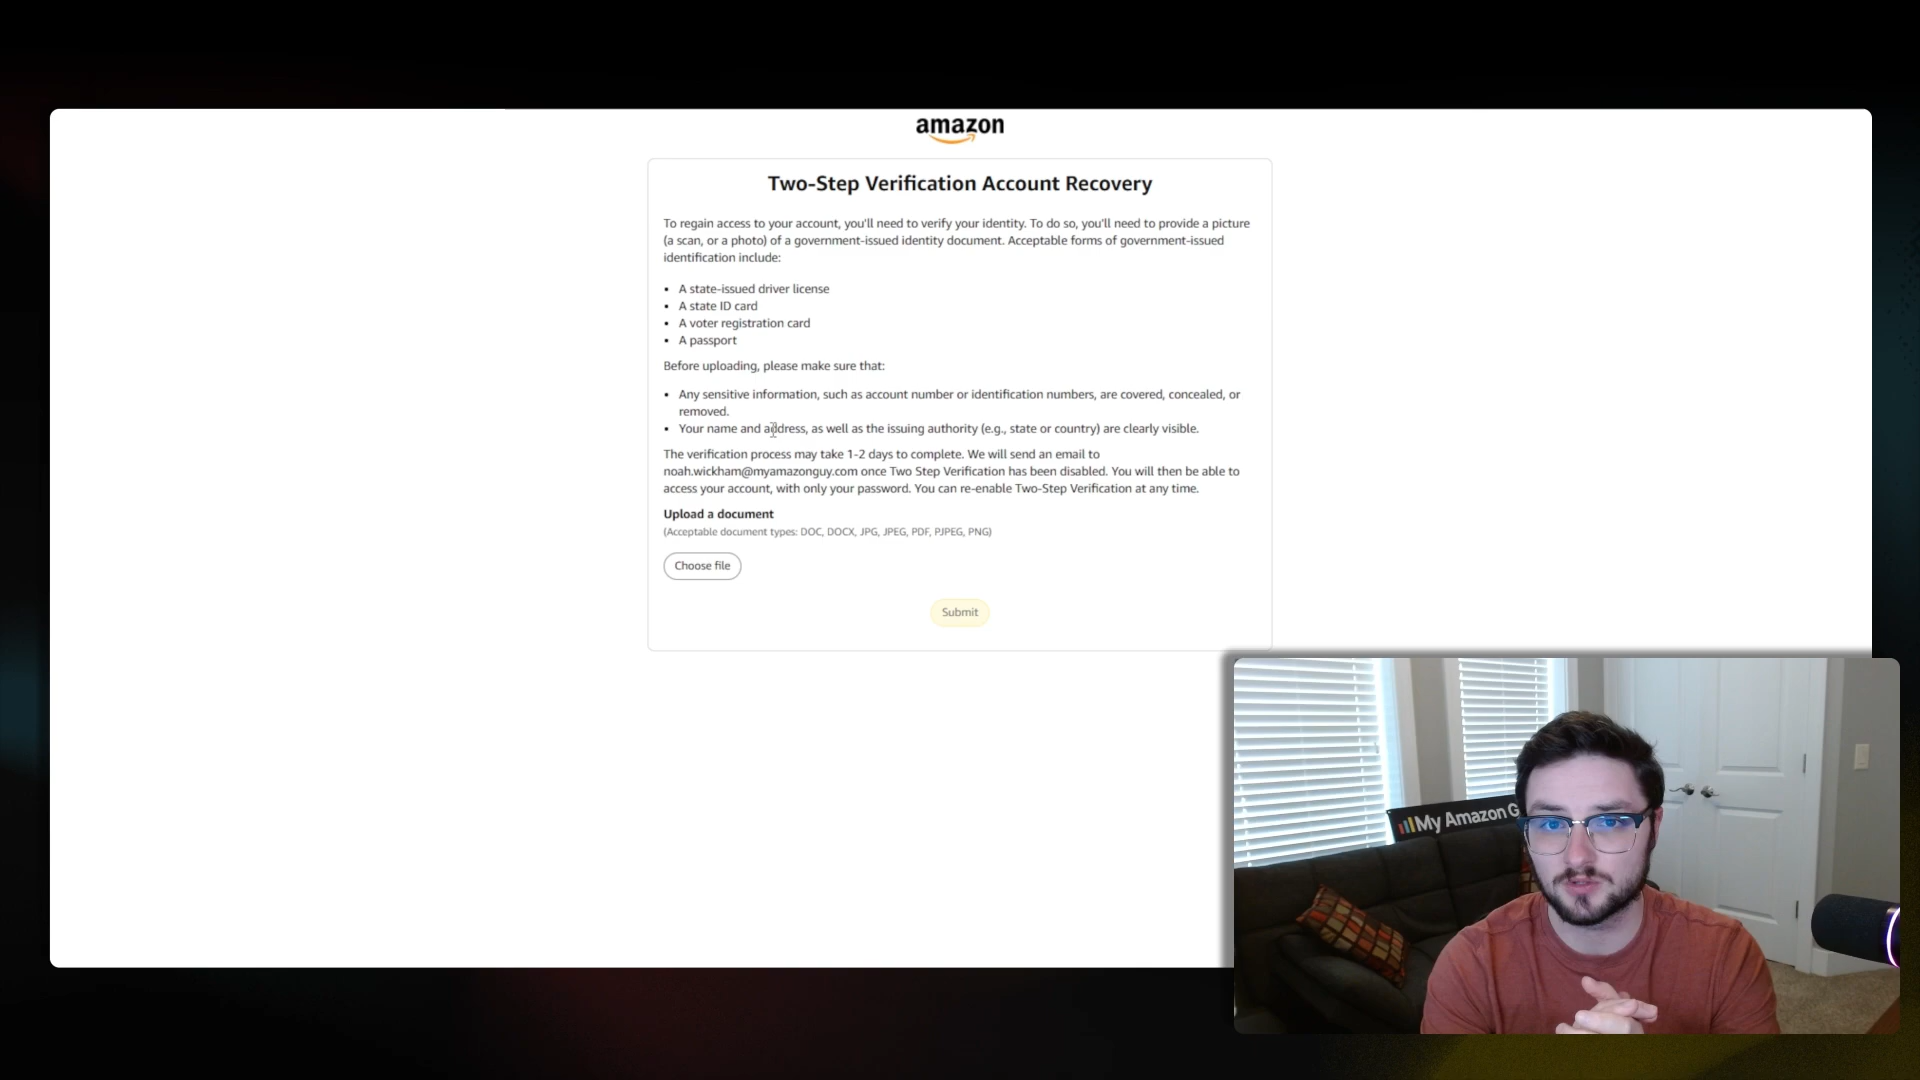 amazon
Two-Step Verification Account Recovery
To regain access to your account, you'll need to verify your identity. To do so, you'll need to provide a picture
(a scan, or a photo) of a government-issued identity document. Acceptable forms of government-issued
identification include:
• A state-issued driver license
• A state ID card
• A voter registration card
• A passport
Before uploading, please make sure that:
• Any sensitive information, such as account number or identification numbers, are covered, concealed, or
removed.
• Your name and address, as well as the issuing authority (e.g., state or country) are clearly visible.
The verification process may take 1-2 days to complete. We will send an email to
noah.wickham@myamazonguy.com once Two Step Verification has been disabled. You will then be able to
access your account, with only your password. You can re-enable Two-Step Verification at any time.
Upload a document
(Acceptable document types: DOC, DOCX, JPG, JPEG, PDF, PJPEG, PNG)
Choose file
Submit
My Amazon G